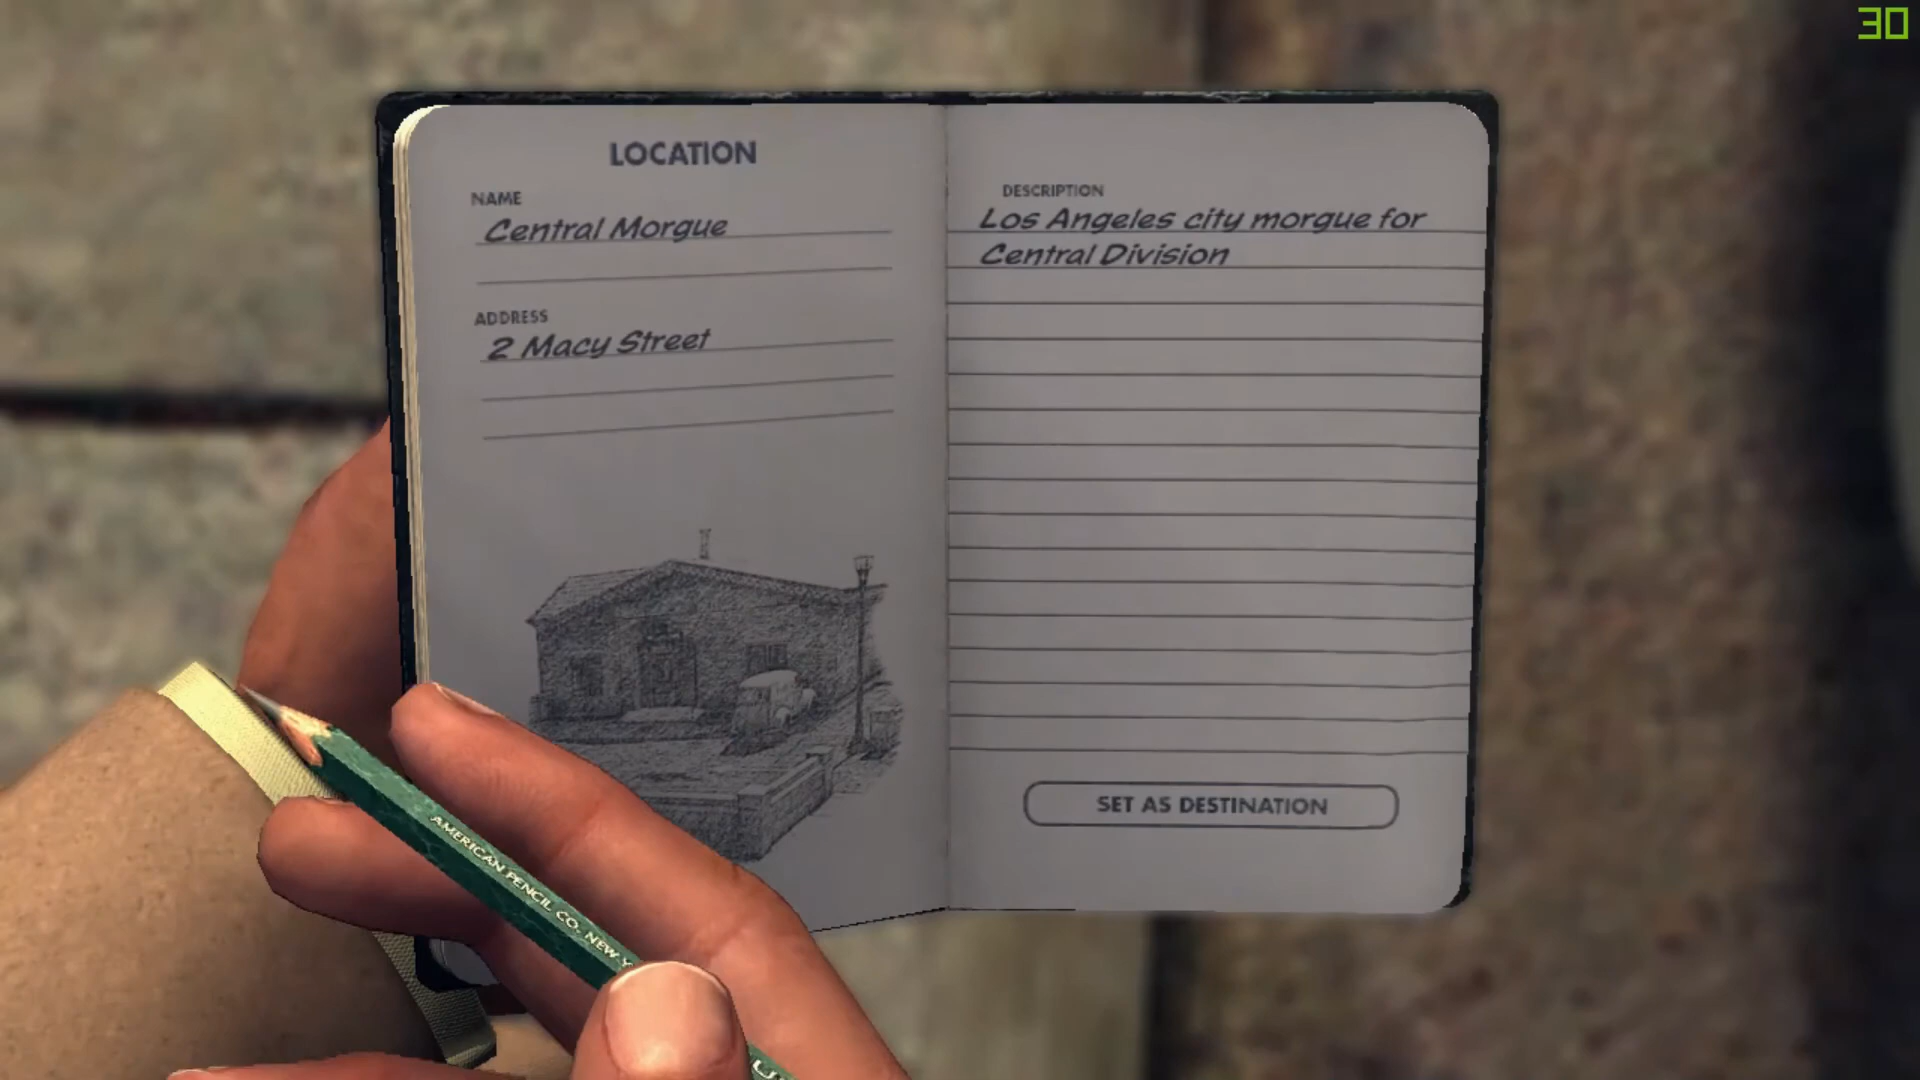 30
LOCATION
NAME
Central Morgue
ADDRESS
2 Macy Street
DESCRIPTION
Los Angeles city morgue for
Central Division
SET AS DESTINATION
AMERICAN PENCIL CO. NEW Y